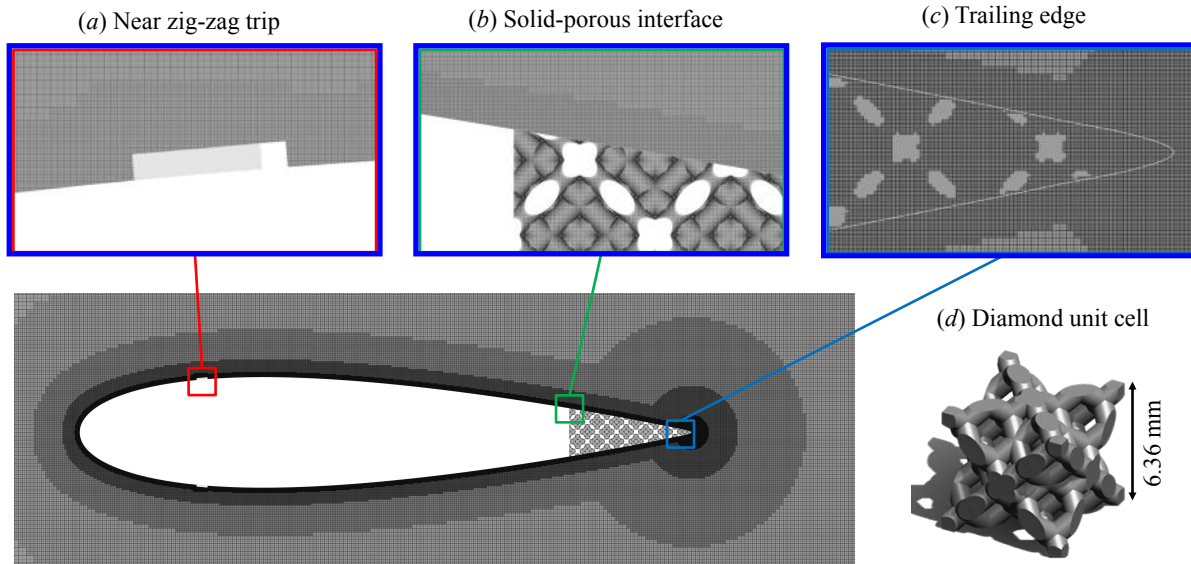 (a) Near zig-zag trip
(b) Solid-porous interface
(c) Trailing edge
(d) Diamond unit cell
6.36 mm